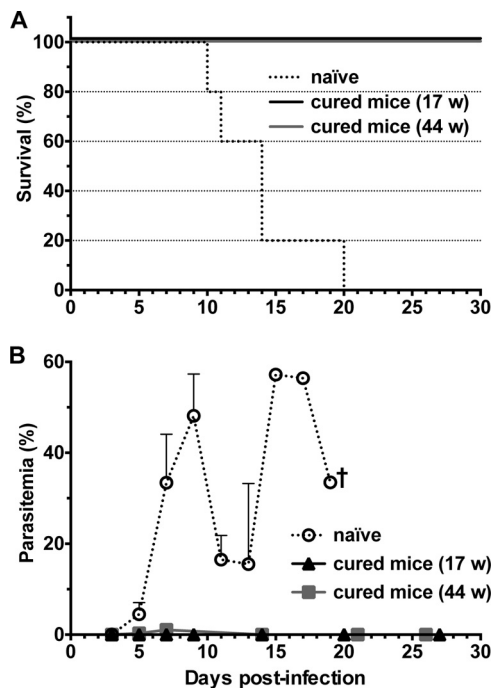 A
100
80
60
40
20
0
Survival (%)
naïve
cured mice (17 w)
cured mice (44 w)
0 5 10 15 20 25 30
B
60
40
20
0
Parasitemia (%)
†
naïve
cured mice (17 w)
cured mice (44 w)
0 5 10 15 20 25 30
Days post-infection